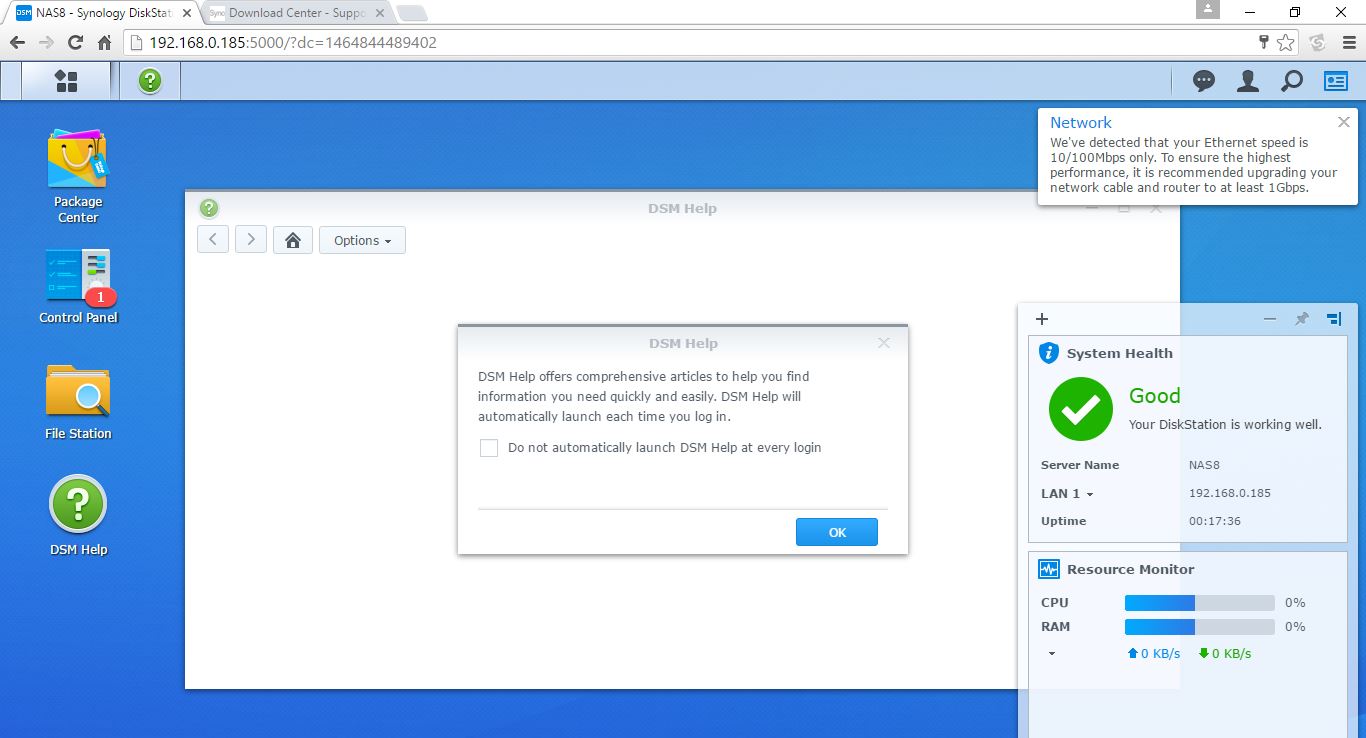 NAS8 - Synology DiskStati
Download Center - Suppo
192.168.0.185:5000/?dc=1464844489402
Network
We've detected that your Ethernet speed is
10/100Mbps only. To ensure the highest
performance, it is recommended upgrading your
network cable and router to at least 1Gbps.
Package
Center
1
Control Panel
File Station
DSM Help
DSM Help
Options
DSM Help
DSM Help offers comprehensive articles to help you find
information you need quickly and easily. DSM Help will
automatically launch each time you log in.
Do not automatically launch DSM Help at every login
OK
System Health
Good
Your DiskStation is working well.
Server Name NAS8
LAN 1 192.168.0.185
Uptime 00:17:36
Resource Monitor
CPU 0%
RAM 0%
0 KB/s 0 KB/s